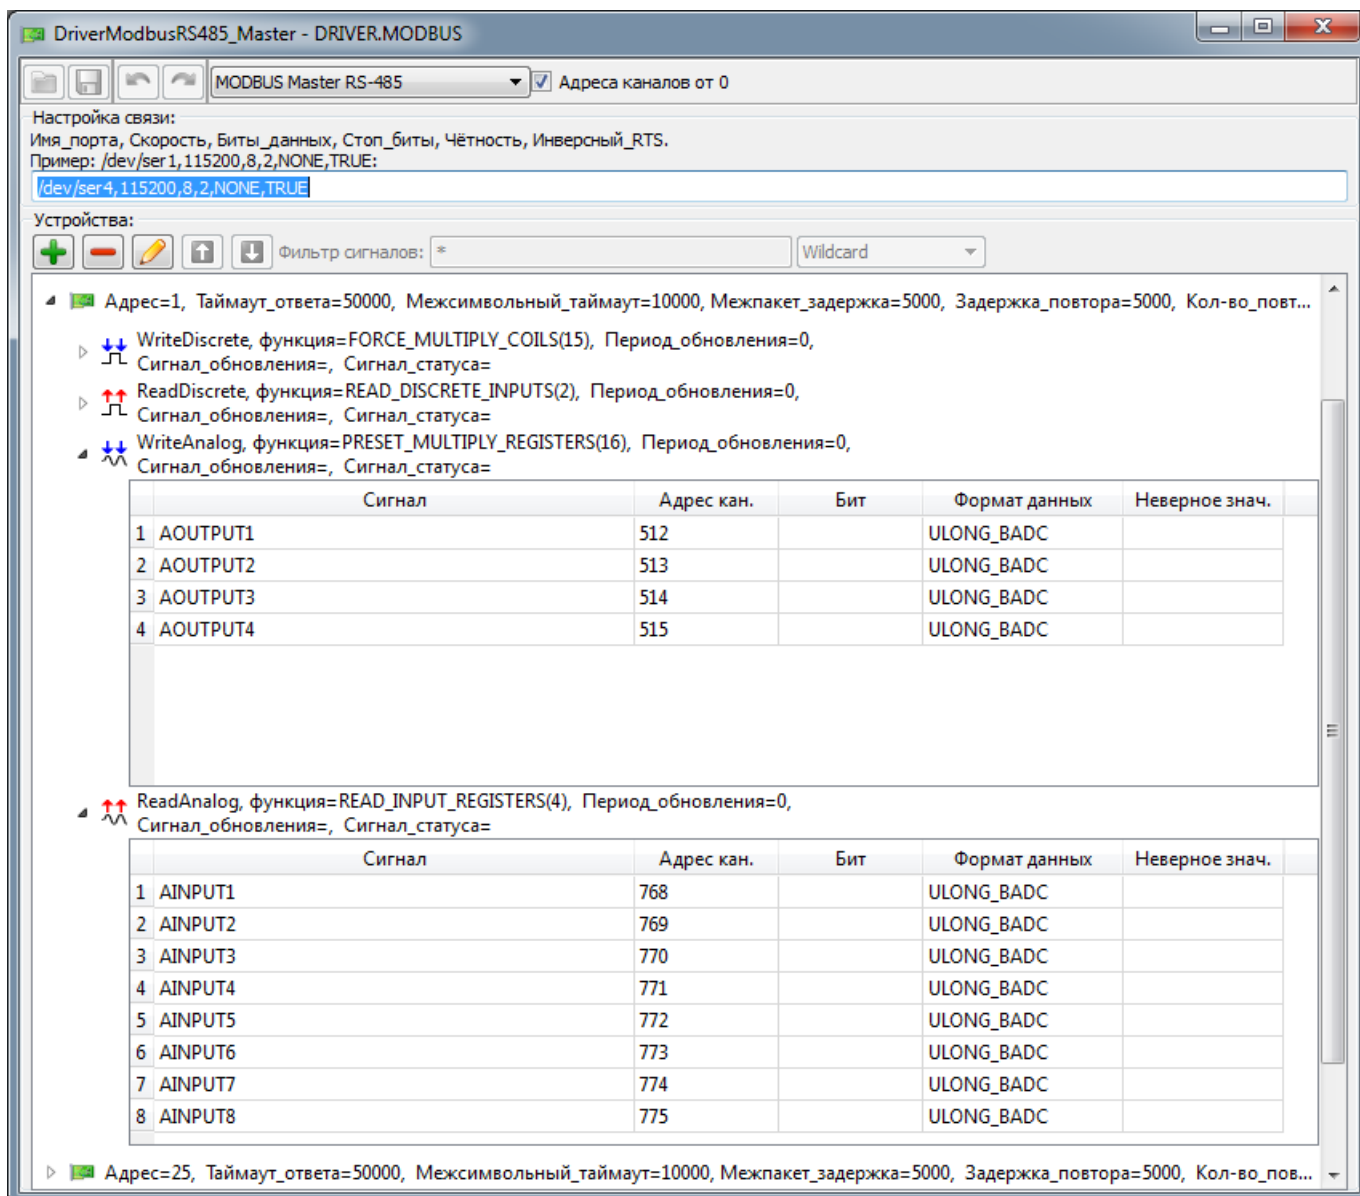 DriverModbusRS485_Master - DRIVER.MODBUS
MODBUS Master RS-485 Адреса каналов от 0
Настройка связи:
Имя_порта, Скорость, Биты_данных, Стоп_биты, Чётность, Инверсный_RTS.
Пример: /dev/ser1,115200,8,2,NONE,TRUE:
/dev/ser4,115200,8,2,NONE,TRUE
Устройства:
Фильтр сигналов: * Wildcard
Адрес=1, Таймаут_ответа=50000, Межсимвольный_таймаут=10000, Межпакет_задержка=5000, Задержка_повтора=5000, Кол-во_повт...
WriteDiscrete, функция=FORCE_MULTIPLY_COILS(15), Период_обновления=0,
Сигнал_обновления=, Сигнал_статуса=
ReadDiscrete, функция=READ_DISCRETE_INPUTS(2), Период_обновления=0,
Сигнал_обновления=, Сигнал_статуса=
WriteAnalog, функция=PRESET_MULTIPLY_REGISTERS(16), Период_обновления=0,
Сигнал_обновления=, Сигнал_статуса=
Сигнал Адрес кан. Бит Формат данных Неверное знач.
1 AOUTPUT1 512 ULONG_BADC
2 AOUTPUT2 513 ULONG_BADC
3 AOUTPUT3 514 ULONG_BADC
4 AOUTPUT4 515 ULONG_BADC
ReadAnalog, функция=READ_INPUT_REGISTERS(4), Период_обновления=0,
Сигнал_обновления=, Сигнал_статуса=
Сигнал Адрес кан. Бит Формат данных Неверное знач.
1 AINPUT1 768 ULONG_BADC
2 AINPUT2 769 ULONG_BADC
3 AINPUT3 770 ULONG_BADC
4 AINPUT4 771 ULONG_BADC
5 AINPUT5 772 ULONG_BADC
6 AINPUT6 773 ULONG_BADC
7 AINPUT7 774 ULONG_BADC
8 AINPUT8 775 ULONG_BADC
Адрес=25, Таймаут_ответа=50000, Межсимвольный_таймаут=10000, Межпакет_задержка=5000, Задержка_повтора=5000, Кол-во_пов...